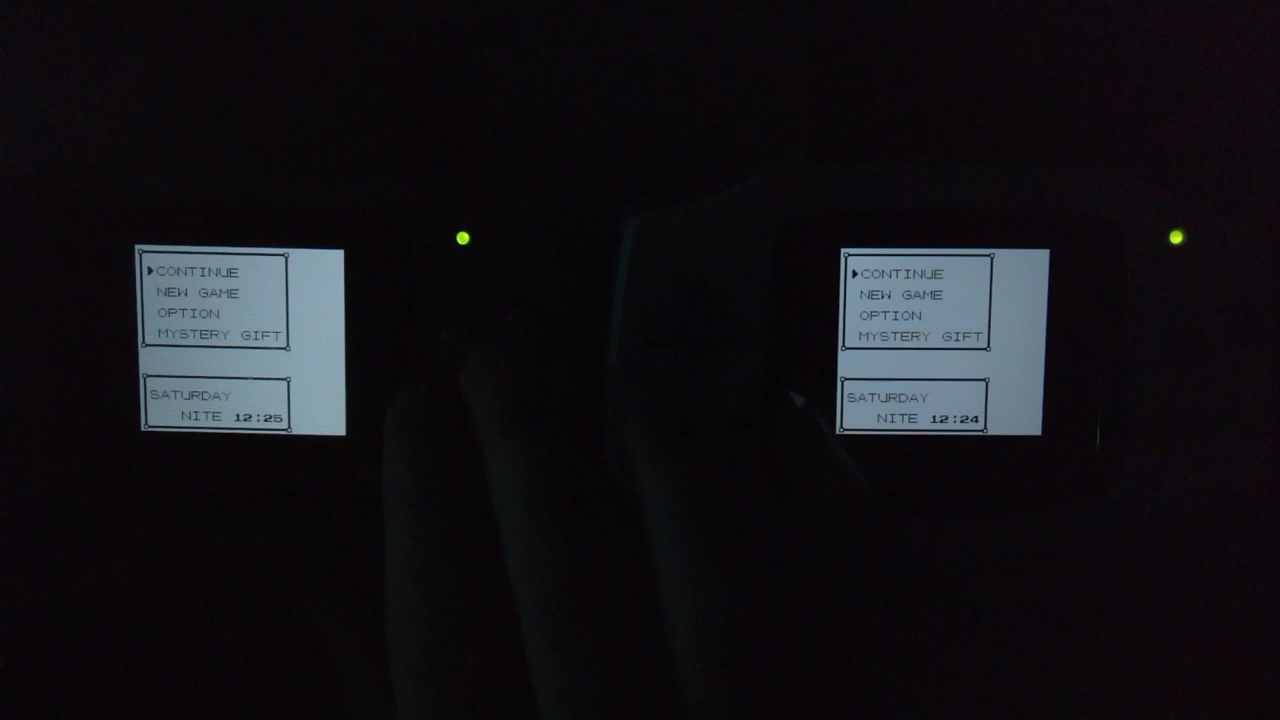 ▶CONTINUE
NEW GAME
OPTION
MYSTERY GIFT
SATURDAY
NITE 12:25
▶CONTINUE
NEW GAME
OPTION
MYSTERY GIFT
SATURDAY
NITE 12:24